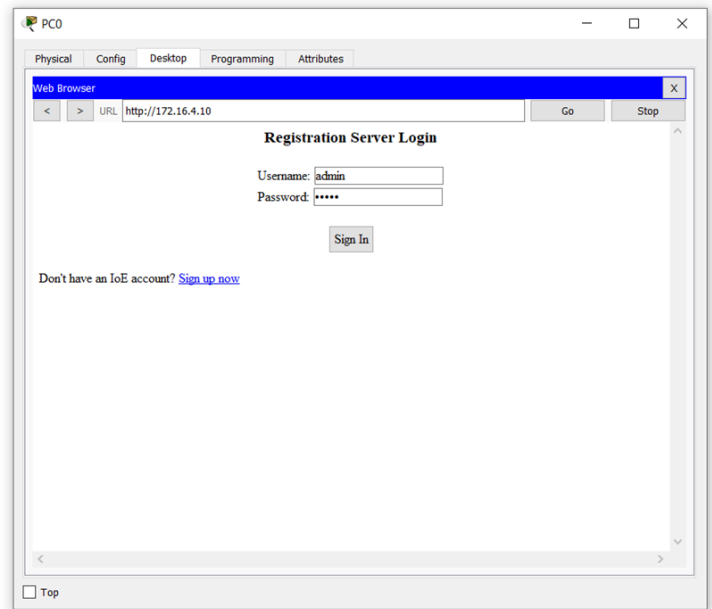 PC0
Physical Config Desktop Programming Attributes
Web Browser X
< > URL http://172.16.4.10 Go Stop
Registration Server Login
Username: admin
Password: •••••
Sign In
Don't have an IoE account? Sign up now
Top